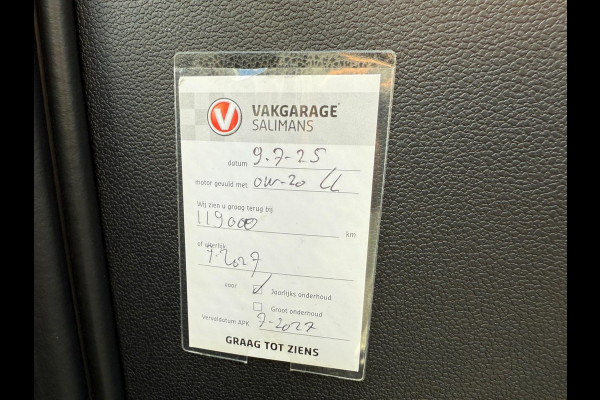 V VAKGARAGE
SALIMANS
datum 9-7-25
motor gevuld met 0w-20 LL
Wij zien u graag terug bij
119000 km
of uiterlijk
7-2027
voor Jaarlijks onderhoud
Groot onderhoud
Vervaldatum APK 7-2027
GRAAG TOT ZIENS